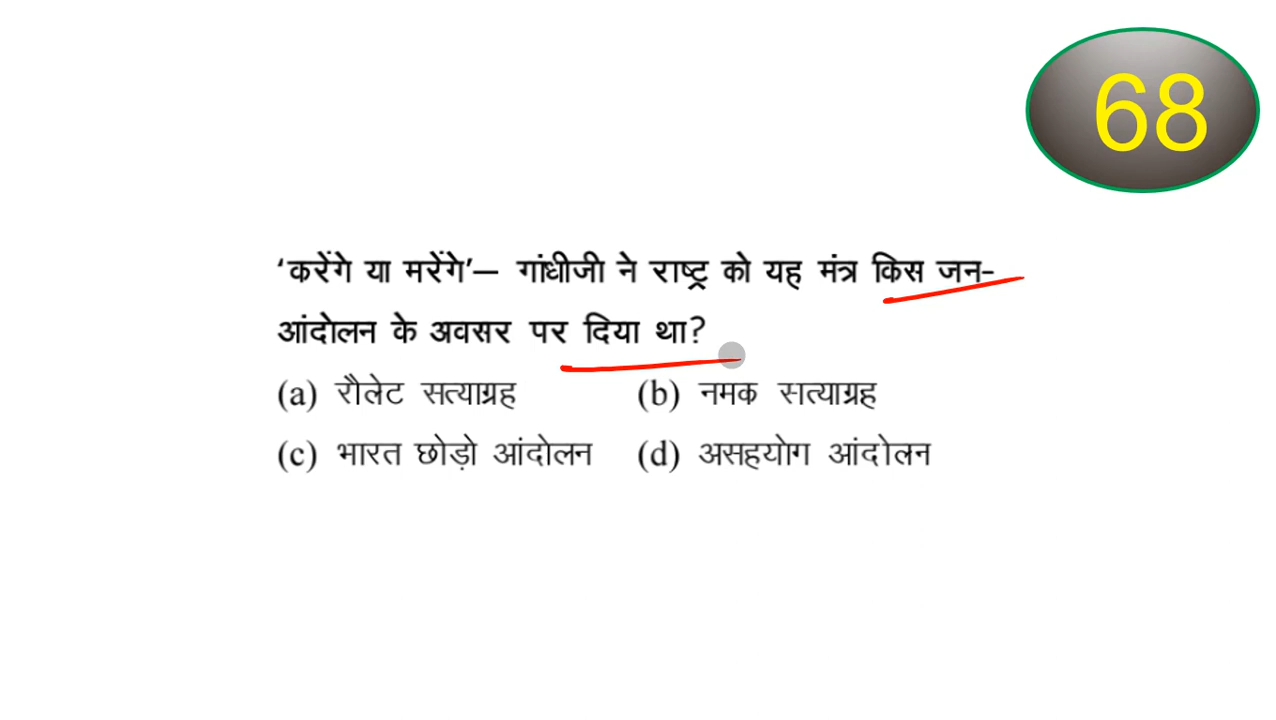 68
‘करेंगे या मरेंगे’— गांधीजी ने राष्ट्र को यह मंत्र किस जन-
आंदोलन के अवसर पर दिया था?
(a) रौलेट सत्याग्रह (b) नमक सत्याग्रह
(c) भारत छोड़ो आंदोलन (d) असहयोग आंदोलन